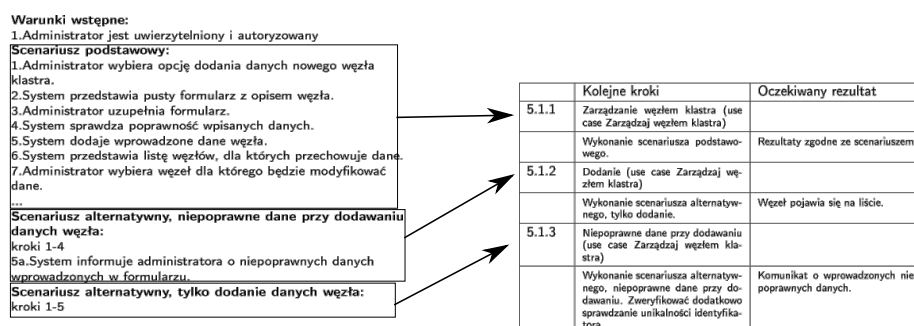 Warunki wstępne:
1.Administrator jest uwierzytelniony i autoryzowany
Scenariusz podstawowy:
1.Administrator wybiera opcję dodania danych nowego węzła
klastra.
2.System przedstawia pusty formularz z opisem węzła.
3.Administrator uzupełnia formularz.
4.System sprawdza poprawność wpisanych danych.
5.System dodaje wprowadzone dane węzła.
6.System przedstawia listę węzłów, dla których przechowuje dane.
7.Administrator wybiera węzeł dla którego będzie modyfikować
dane.
...
Scenariusz alternatywny, niepoprawne dane przy dodawaniu
danych węzła:
kroki 1-4
5a.System informuje administratora o niepoprawnych danych
wprowadzonych w formularzu.
Scenariusz alternatywny, tylko dodanie danych węzła:
kroki 1-5
Kolejne kroki
Oczekiwany rezultat
5.1.1
Zarządzanie węzłem klastra (use
case Zarządzaj węzłem klastra)
Wykonanie scenariusza podstawo-
wego.
Rezultaty zgodne ze scenariuszem
5.1.2
Dodanie (use case Zarządzaj wę-
złem klastra)
Wykonanie scenariusza alternatyw-
nego, tylko dodanie.
Węzeł pojawia się na liście.
5.1.3
Niepoprawne dane przy dodawaniu
(use case Zarządzaj węzłem kla-
stra)
Wykonanie scenariusza alternatyw-
nego, niepoprawne dane przy do-
dawaniu. Zweryfikować dodatkowo
sprawdzanie unikalności identyfika-
tora
Komunikat o wprowadzonych nie
poprawnych danych.